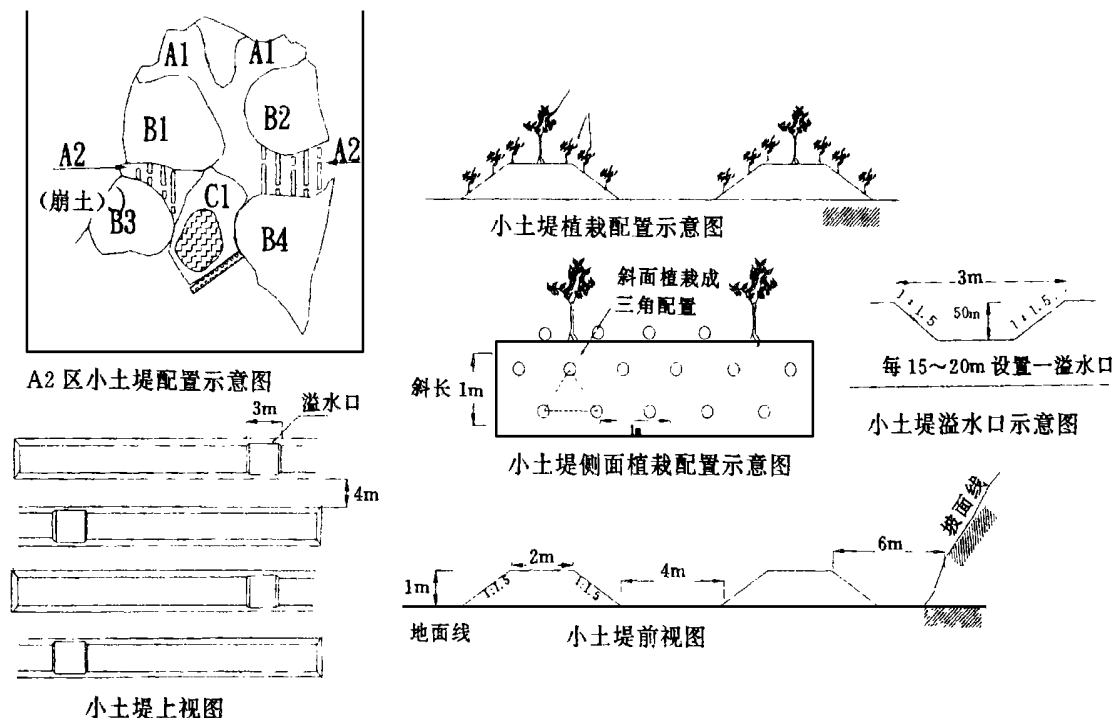 A1
A1
B1
B2
A2
A2
(崩土)
B3
C1
B4
A2 区小土堤配置示意图
小土堤植栽配置示意图
斜面植栽成
三角配置
斜长 1m
1m
小土堤侧面植栽配置示意图
3m
1:1.5
50m
1:1.5
每 15～20m 设置一溢水口
小土堤溢水口示意图
3m
溢水口
4m
小土堤上视图
坡面线
2m
6m
1m
1:1.5
1:1.5
4m
地面线
小土堤前视图